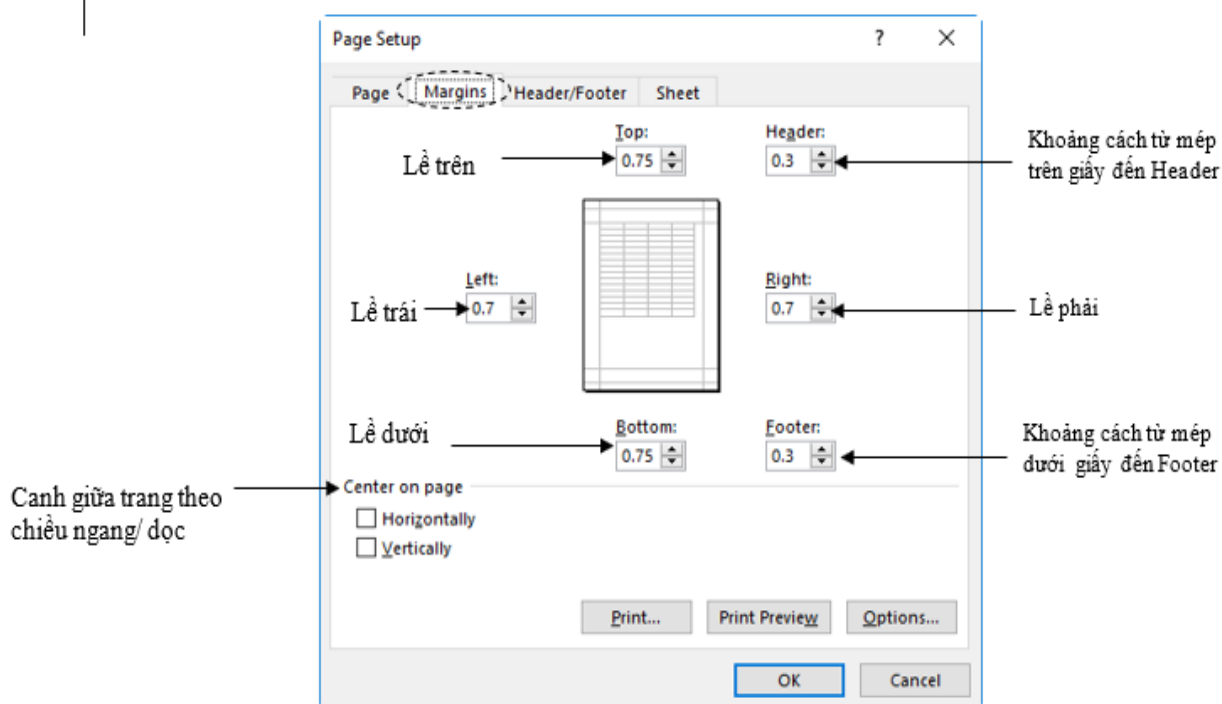 Page Setup
?
Page
Margins
Header/Footer
Sheet
Top:
Header:
Lề trên
0.75
0.3
Khoảng cách từ mép
trên giấy đến Header
Left:
Right:
Lề trái
0.7
0.7
Lề phải
Lề dưới
Bottom:
Footer:
0.75
0.3
Khoảng cách từ mép
dưới giấy đến Footer
Canh giữa trang theo
chiều ngang/ dọc
Center on page
Horizontally
Vertically
Print...
Print Preview
Options...
OK
Cancel